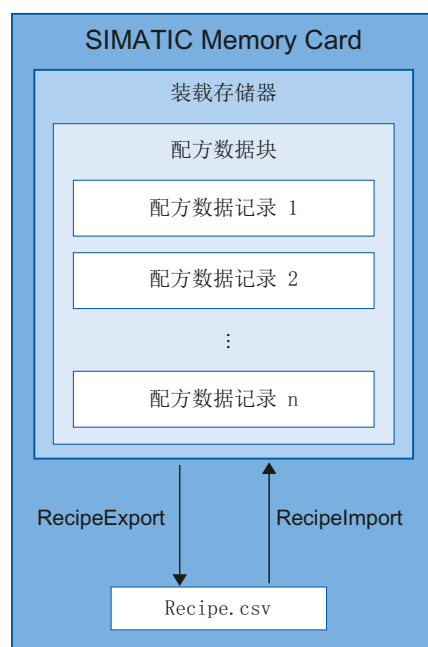 SIMATIC Memory Card
装载存储器
配方数据块
配方数据记录 1
配方数据记录 2
⋮
配方数据记录 n
RecipeExport
RecipeImport
Recipe.csv